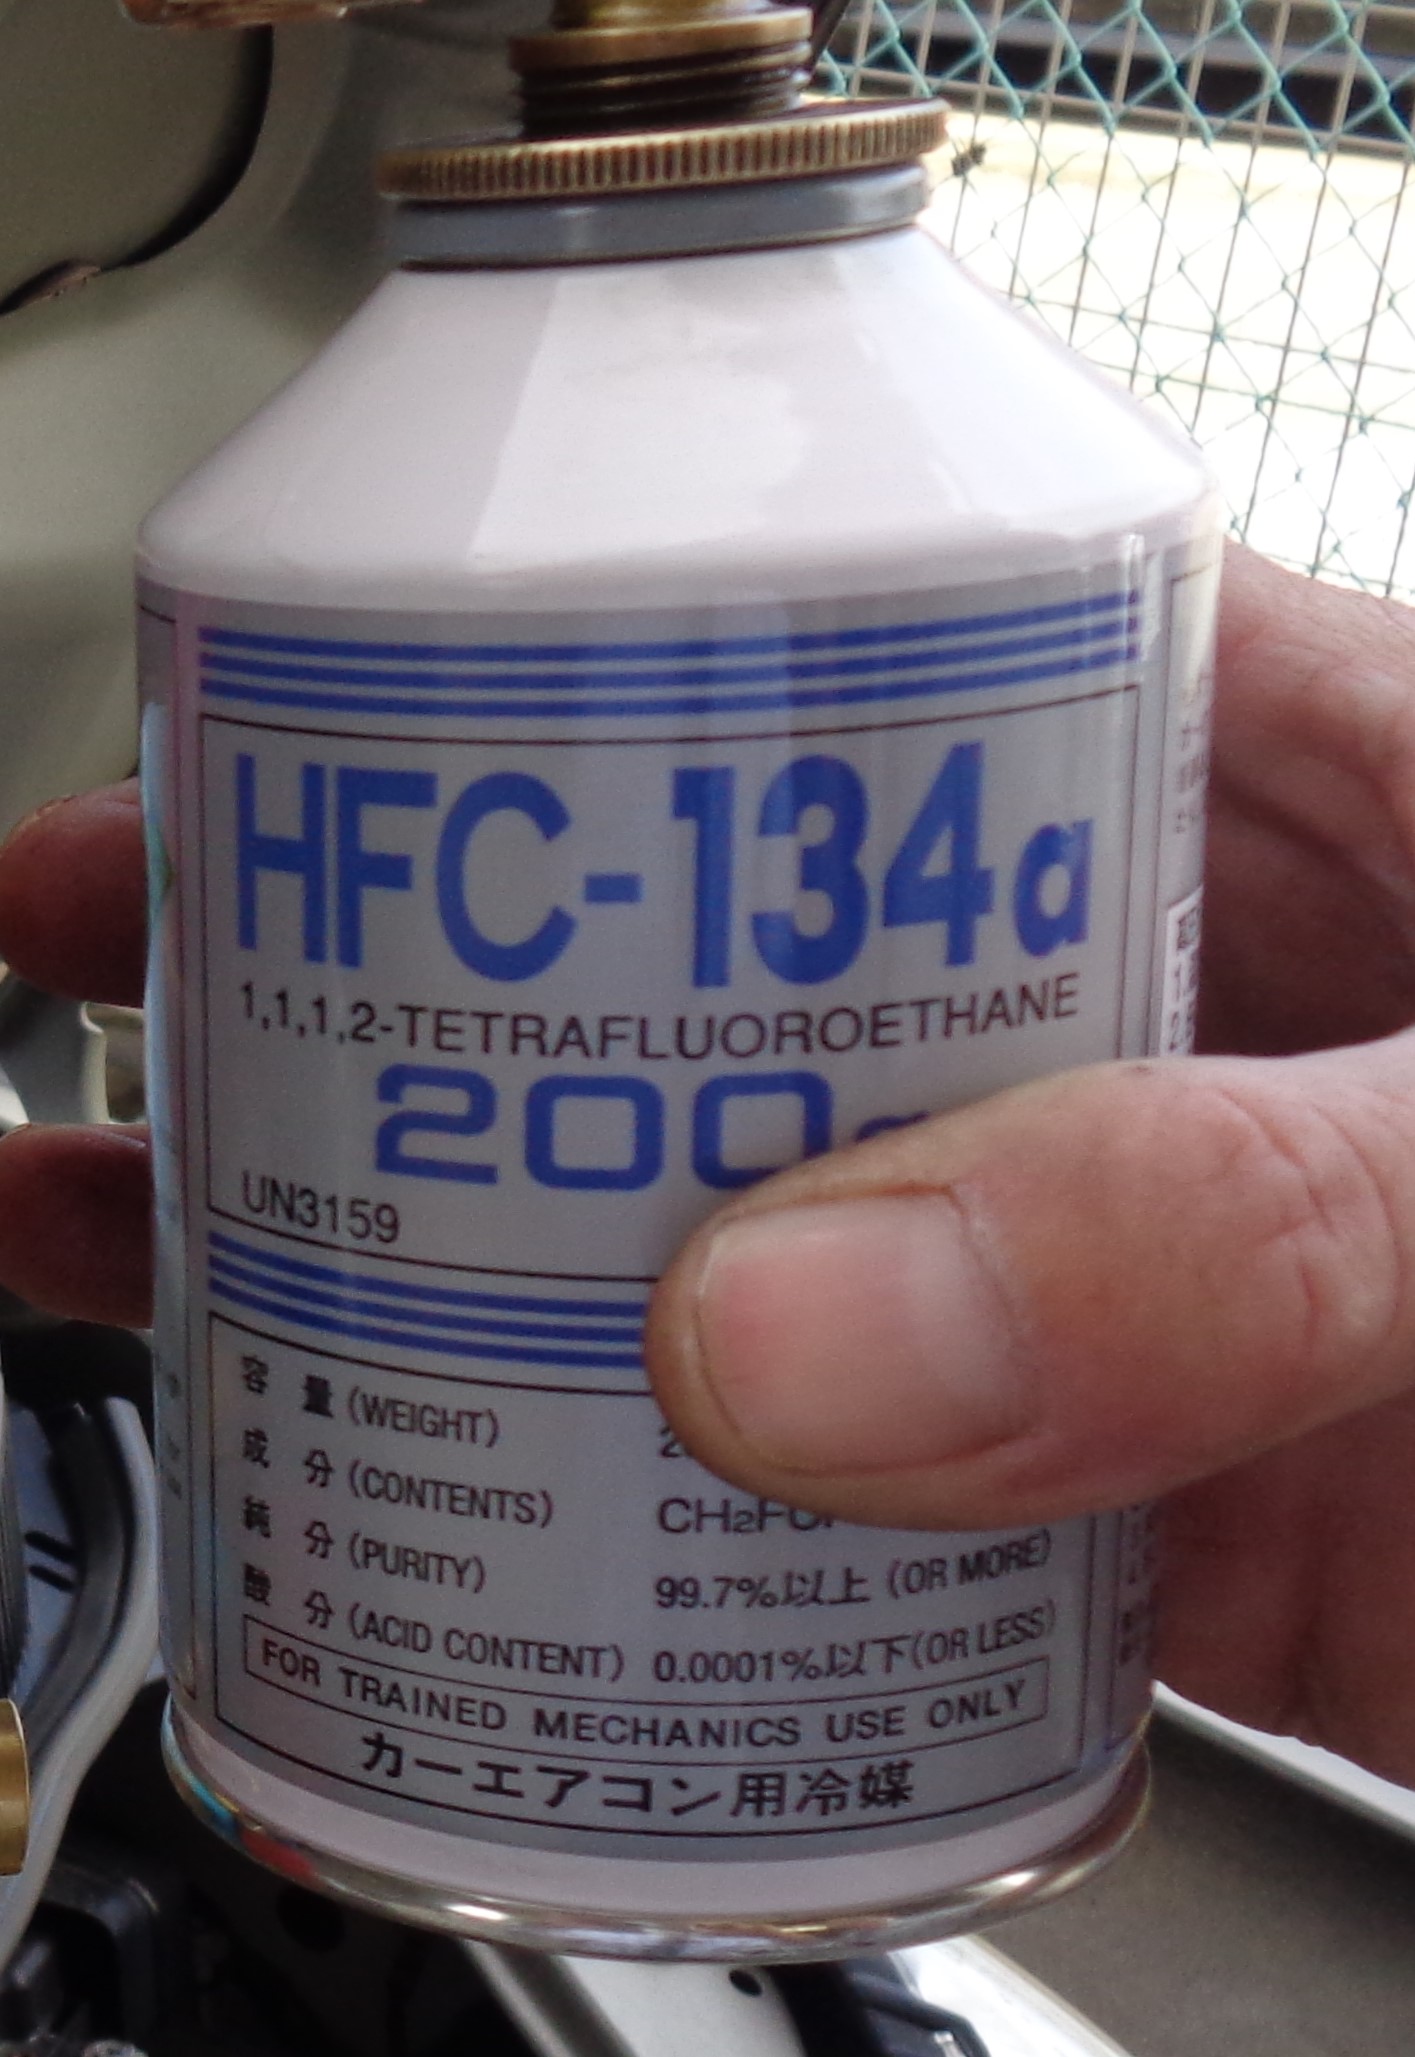 HFC-134a
1,1,1,2-TETRAFLUOROETHANE
200
UN3159
容量(WEIGHT)
成分(CONTENTS) CH₂FC
純分(PURITY) 99.7%以上(OR MORE)
酸分(ACID CONTENT) 0.0001%以下(OR LESS)
FOR TRAINED MECHANICS USE ONLY
カーエアコン用冷媒